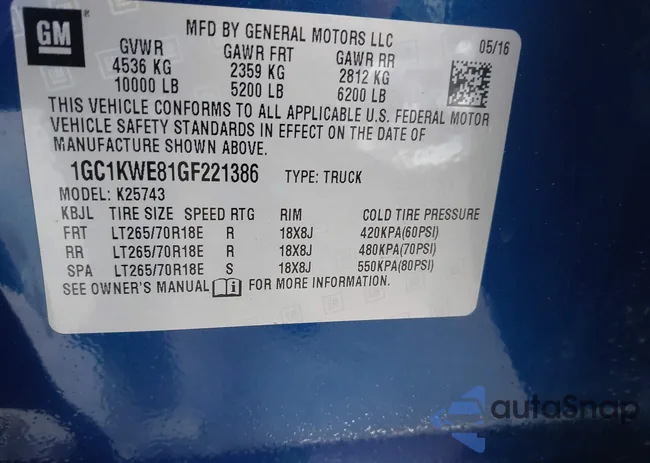 GM
MFD BY GENERAL MOTORS LLC
GVWR GAWR FRT GAWR RR 05/16
4536 KG 2359 KG 2812 KG
10000 LB 5200 LB 6200 LB
THIS VEHICLE CONFORMS TO ALL APPLICABLE U.S. FEDERAL MOTOR
VEHICLE SAFETY STANDARDS IN EFFECT ON THE DATE OF
MANUFACTURE SHOWN ABOVE.
1GC1KWE81GF221386 TYPE: TRUCK
MODEL: K25743
KBJL TIRE SIZE SPEED RTG RIM COLD TIRE PRESSURE
FRT LT265/70R18E R 18X8J 420KPA(60PSI)
RR LT265/70R18E R 18X8J 480KPA(70PSI)
SPA LT265/70R18E S 18X8J 550KPA(80PSI)
SEE OWNER'S MANUAL FOR MORE INFORMATION.
autoSnap